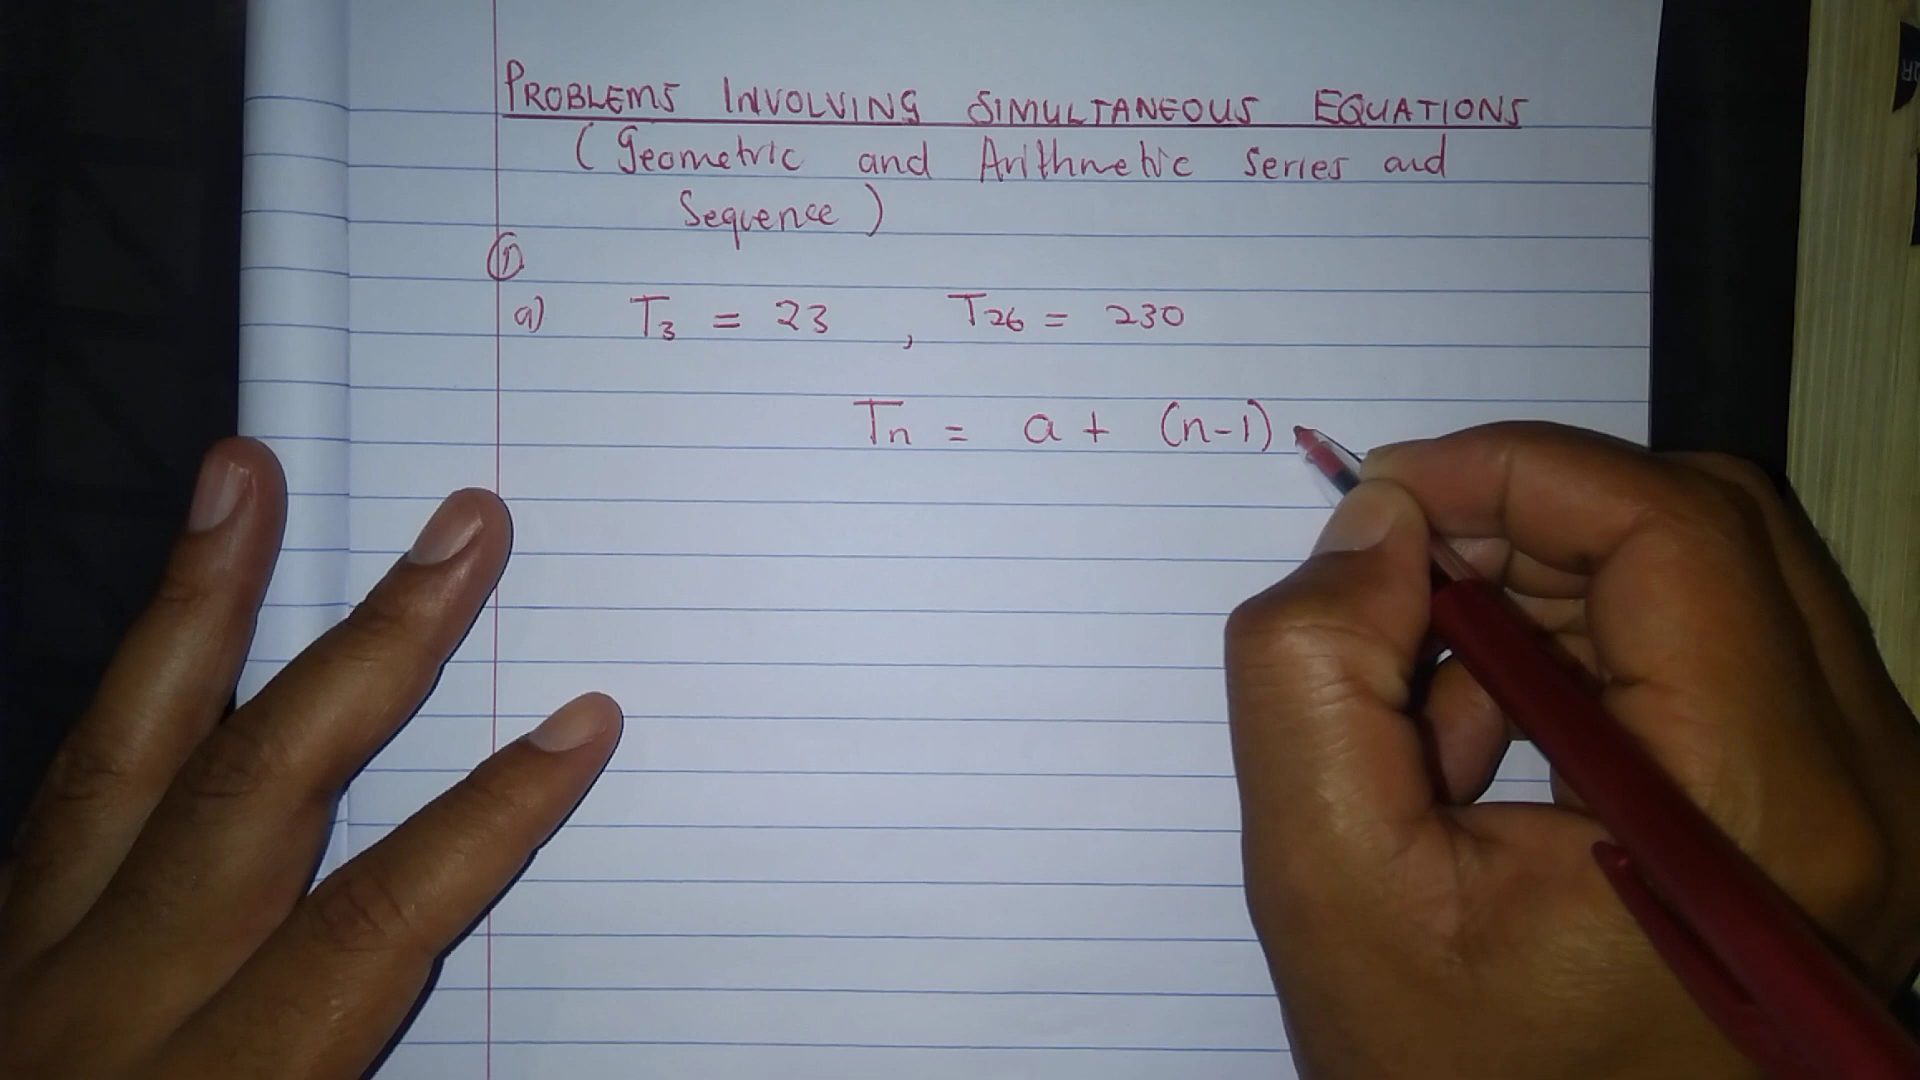 PROBLEMS INVOLVING SIMULTANEOUS EQUATIONS
(Geometric and Arithmetic Series and
Sequence)
①
a) T₃ = 23 , T₂₆ = 230
Tₙ = a + (n-1)